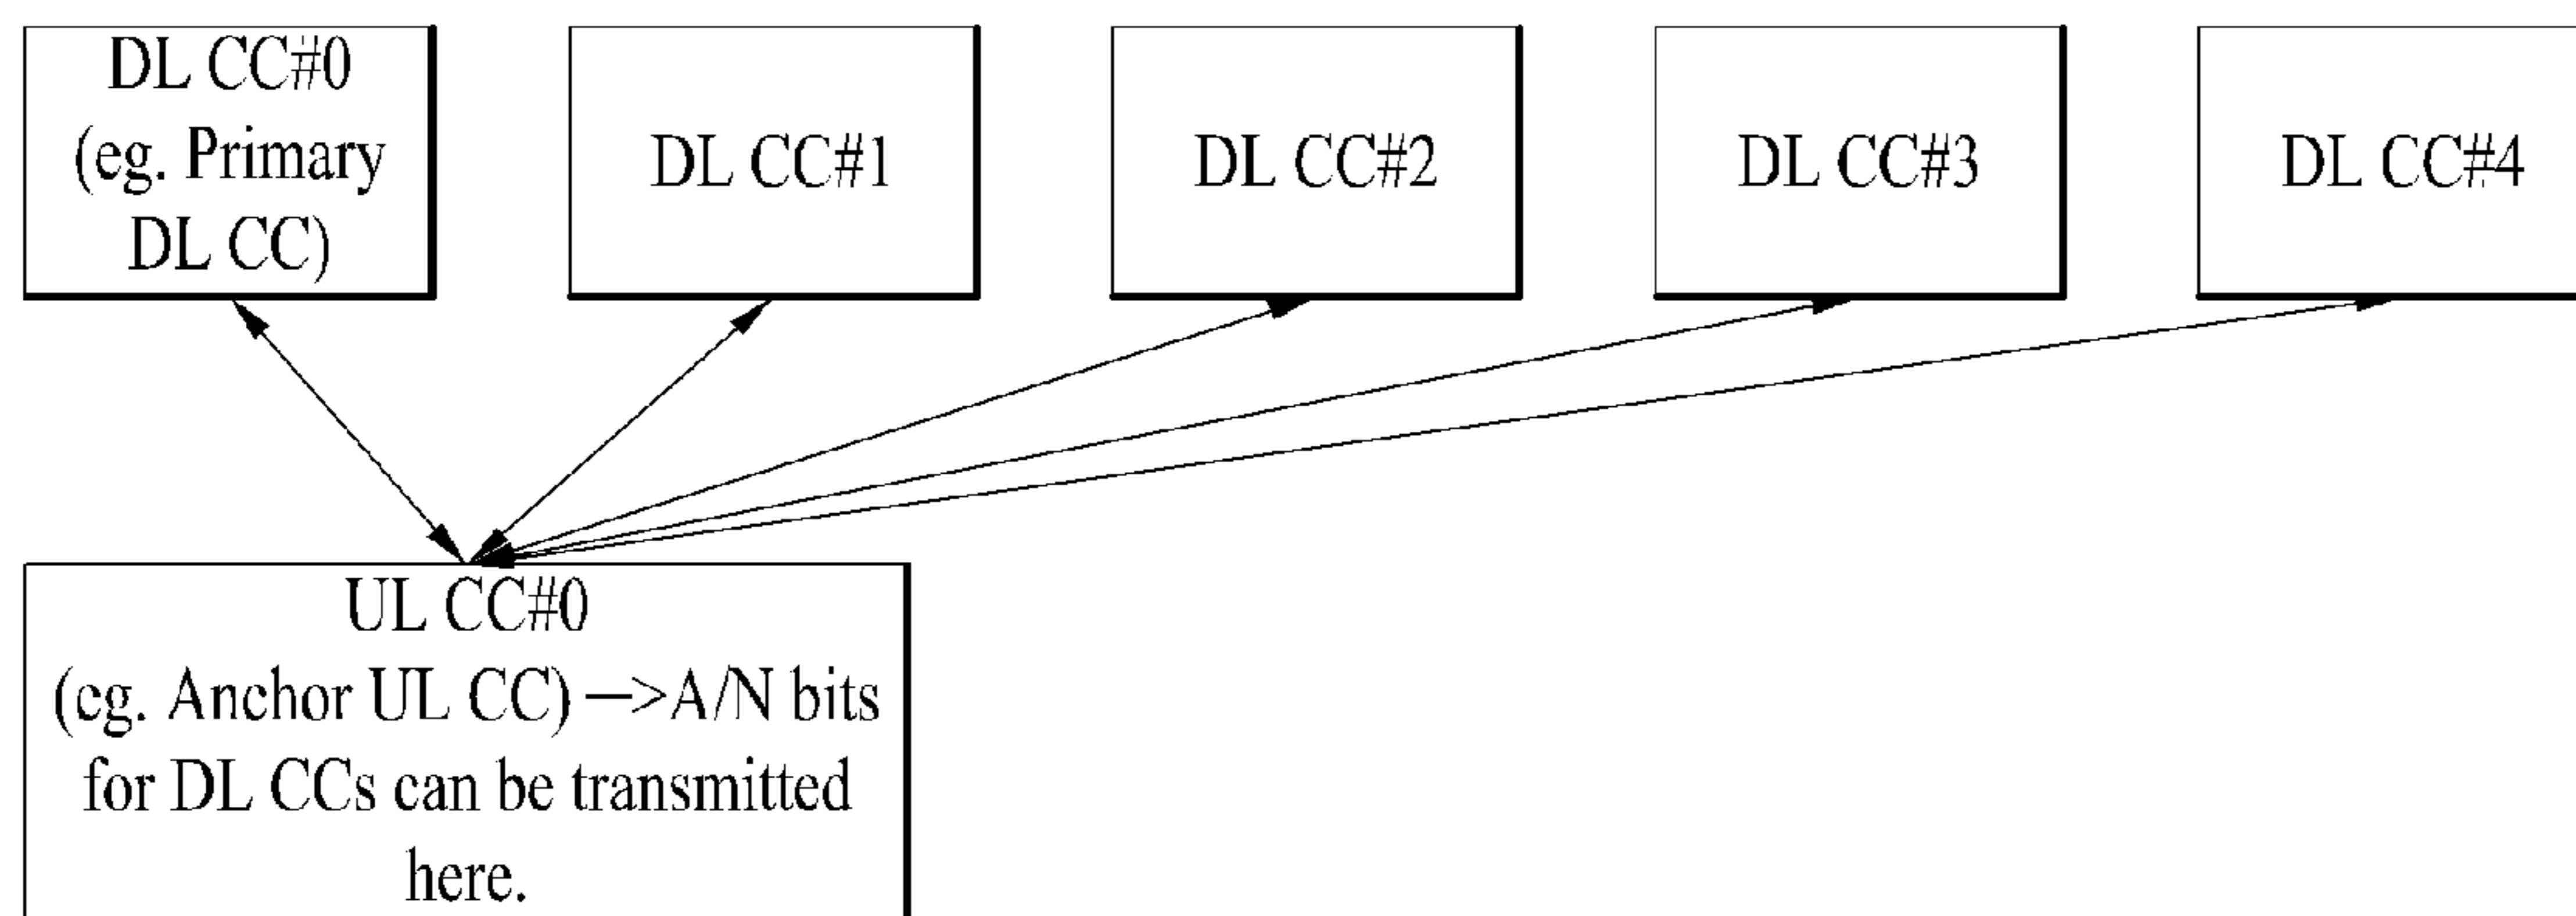 DL CC#0
(eg. Primary
DL CC)
DL CC#1
DL CC#2
DL CC#3
DL CC#4
UL CC#0
(eg. Anchor UL CC) —>A/N bits
for DL CCs can be transmitted
here.